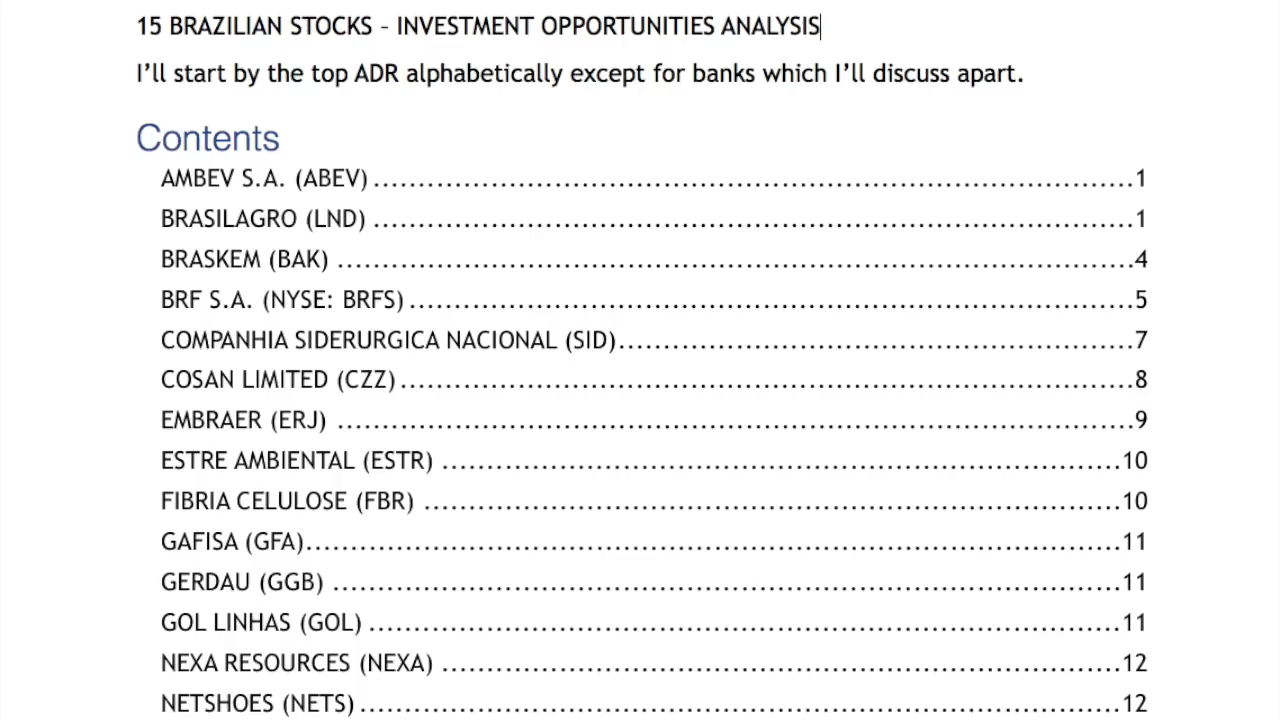 15 BRAZILIAN STOCKS – INVESTMENT OPPORTUNITIES ANALYSIS
I’ll start by the top ADR alphabetically except for banks which I’ll discuss apart.
Contents
AMBEV S.A. (ABEV) ........................................................................................ 1
BRASILAGRO (LND) ........................................................................................ 1
BRASKEM (BAK) ........................................................................................ 4
BRF S.A. (NYSE: BRFS) ........................................................................................ 5
COMPANHIA SIDERURGICA NACIONAL (SID) ............................................................ 7
COSAN LIMITED (CZZ) ........................................................................................ 8
EMBRAER (ERJ) ........................................................................................ 9
ESTRE AMBIENTAL (ESTR) ................................................................................ 10
FIBRIA CELULOSE (FBR) ................................................................................ 10
GAFISA (GFA) ........................................................................................ 11
GERDAU (GGB) ........................................................................................ 11
GOL LINHAS (GOL) ........................................................................................ 11
NEXA RESOURCES (NEXA) ................................................................................ 12
NETSHOES (NETS) ........................................................................................ 12